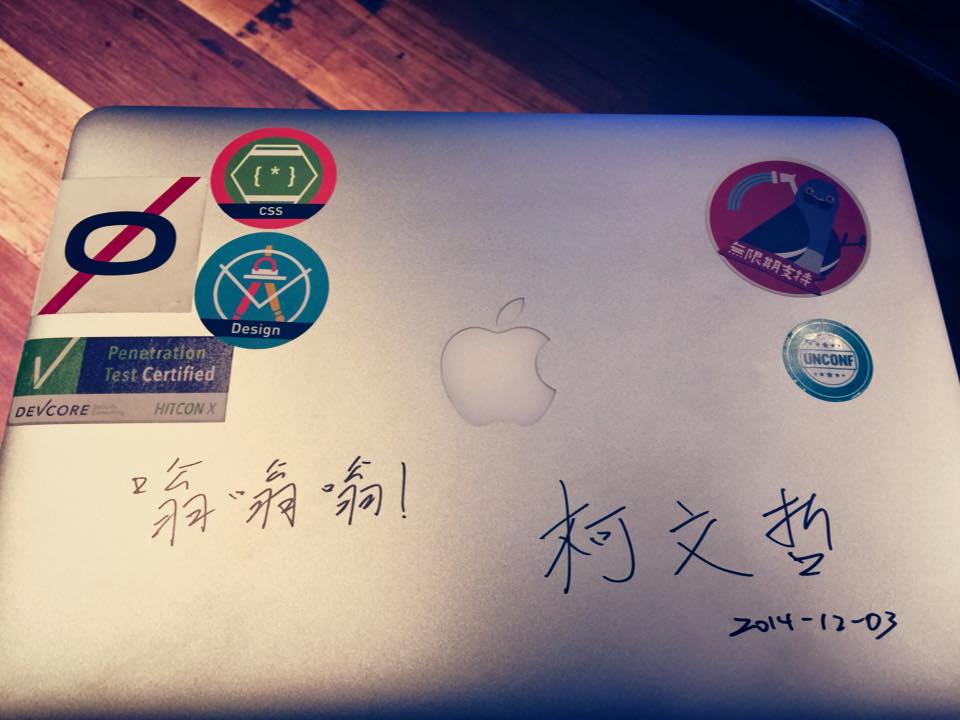 { * }
CSS
Design
Penetration
Test Certified
DEVCORE
HITCON X
無限期支持
UNCONF
嗡嗡嗡!
柯文哲
2014-12-03